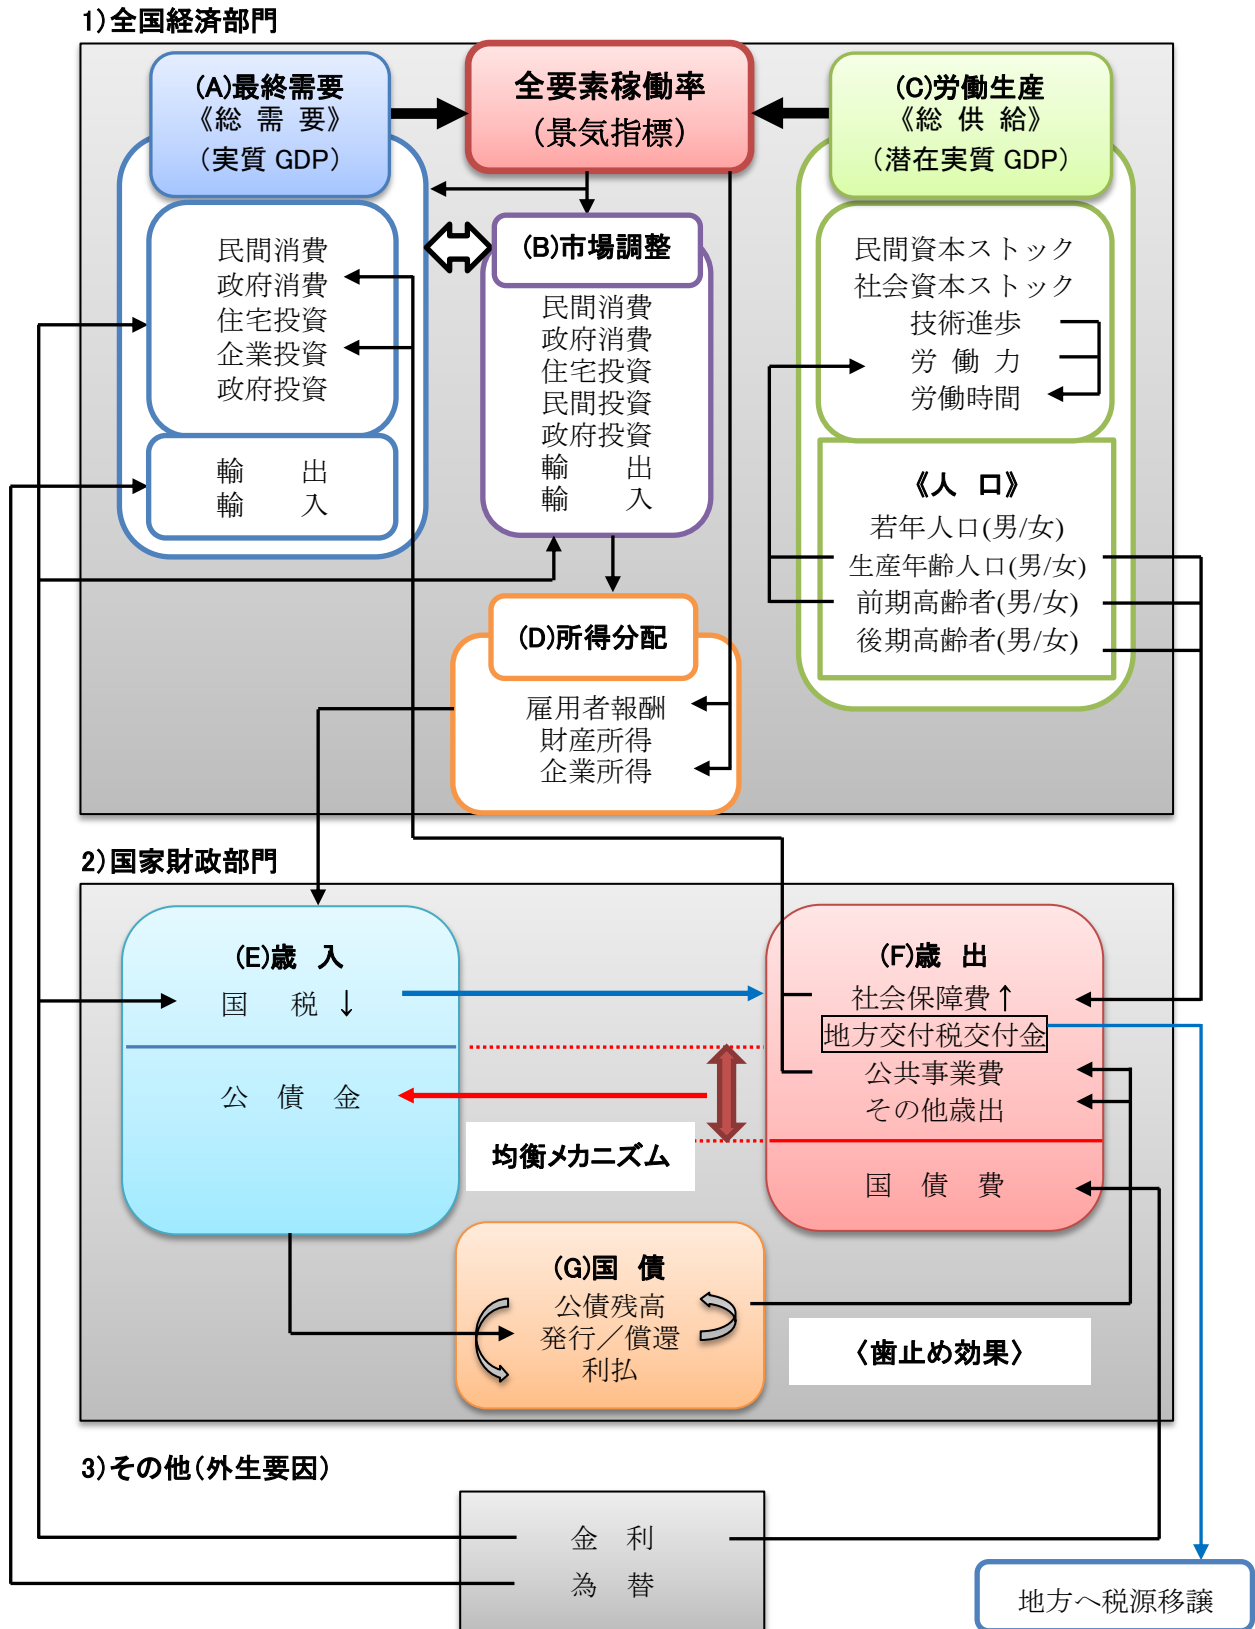 1)全国経済部門
(A)最終需要
《総 需 要》
(実質 GDP)
民間消費
政府消費
住宅投資
企業投資
政府投資
輸 出
輸 入
全要素稼働率
(景気指標)
(B)市場調整
民間消費
政府消費
住宅投資
民間投資
政府投資
輸 出
輸 入
(C)労働生産
《総 供 給》
(潜在実質 GDP)
民間資本ストック
社会資本ストック
技術進歩
労 働 力
労働時間
《人 口》
若年人口(男/女)
生産年齢人口(男/女)
前期高齢者(男/女)
後期高齢者(男/女)
(D)所得分配
雇用者報酬
財産所得
企業所得
2)国家財政部門
(E)歳 入
国 税 ↓
公 債 金
均衡メカニズム
(F)歳 出
社会保障費↑
地方交付税交付金
公共事業費
その他歳出
国 債 費
(G)国 債
公債残高
発行／償還
利払
〈歯止め効果〉
3)その他(外生要因)
金 利
為 替
地方へ税源移譲